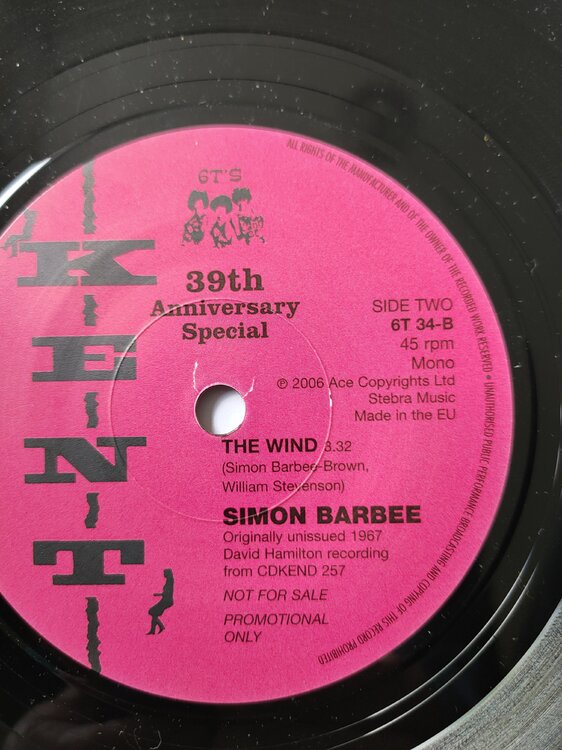 6T'S
39th
Anniversary
Special
KENT
SIDE TWO
6T 34-B
45 rpm
Mono
℗ 2006 Ace Copyrights Ltd
Stebra Music
Made in the EU
THE WIND 3.32
(Simon Barbee-Brown,
William Stevenson)
SIMON BARBEE
Originally unissued 1967
David Hamilton recording
from CDKEND 257
NOT FOR SALE
PROMOTIONAL
ONLY
ALL RIGHTS OF THE MANUFACTURER AND OF THE OWNER OF THE RECORDED WORK RESERVED • UNAUTHORISED PUBLIC PERFORMANCE BROADCASTING AND COPYING OF THIS RECORD PROHIBITED